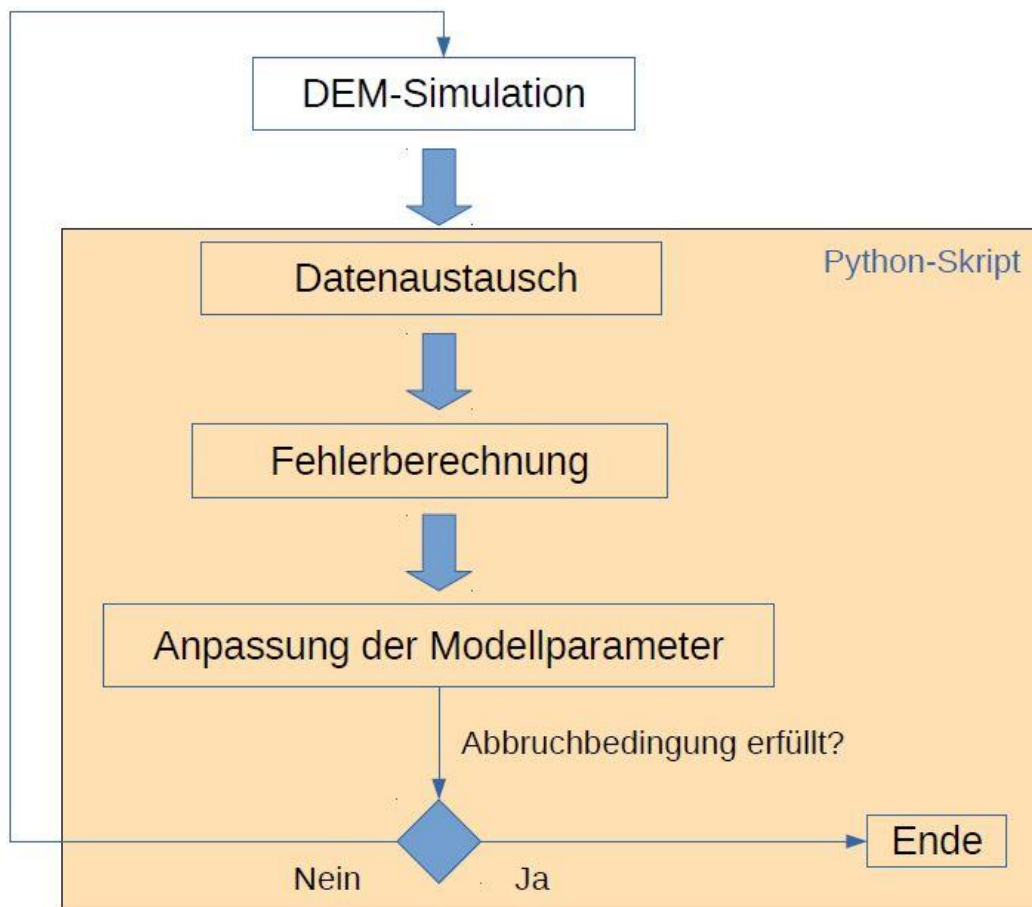 DEM-Simulation
Python-Skript
Datenaustausch
Fehlerberechnung
Anpassung der Modellparameter
Abbruchbedingung erfüllt?
Ende
Nein
Ja